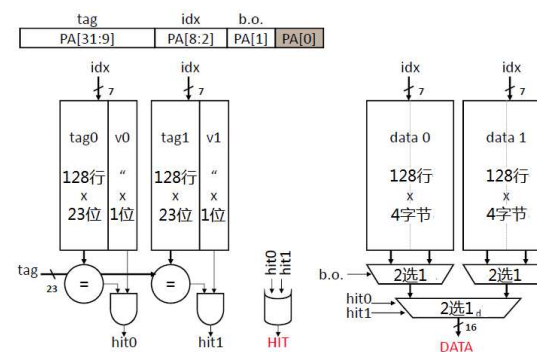 tag idx b.o.
PA[31:9] PA[8:2] PA[1] PA[0]
idx idx idx idx
7 7 7 7
tag0 v0 tag1 v1 data 0 data 1
128行 “ 128行 “ 128行 128行
x x x x x x
23位 1位 23位 1位 4字节 4字节
tag
23
= =
hit0
hit1
b.o.
2选1 2选1
hit0
hit1
2选1 d
16
hit0 hit1 HIT DATA